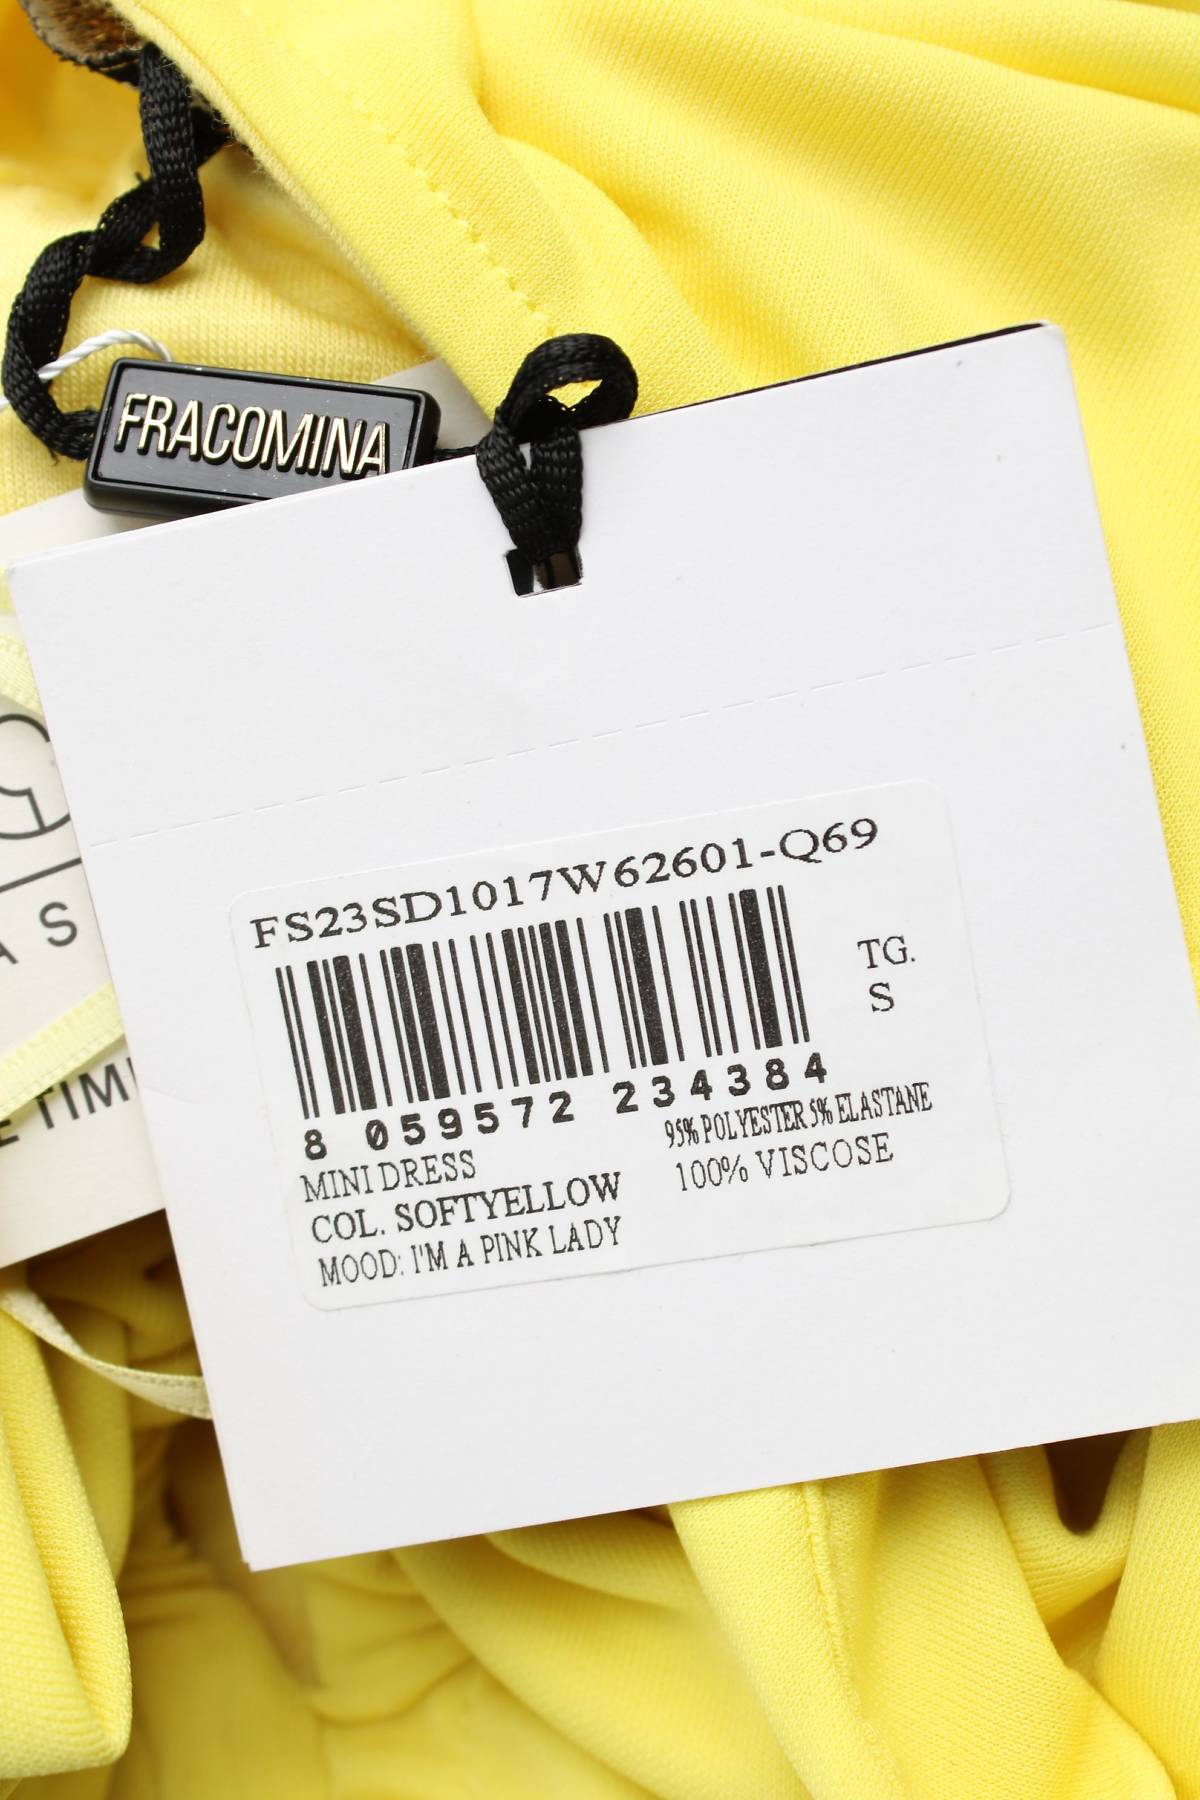 FRACOMINA
FS23SD1017W62601-Q69
TG.
S
8 059572 234384
MINI DRESS
95% POLYESTER 5% ELASTANE
COL. SOFTYELLOW
100% VISCOSE
MOOD: I'M A PINK LADY
A S
E TIM